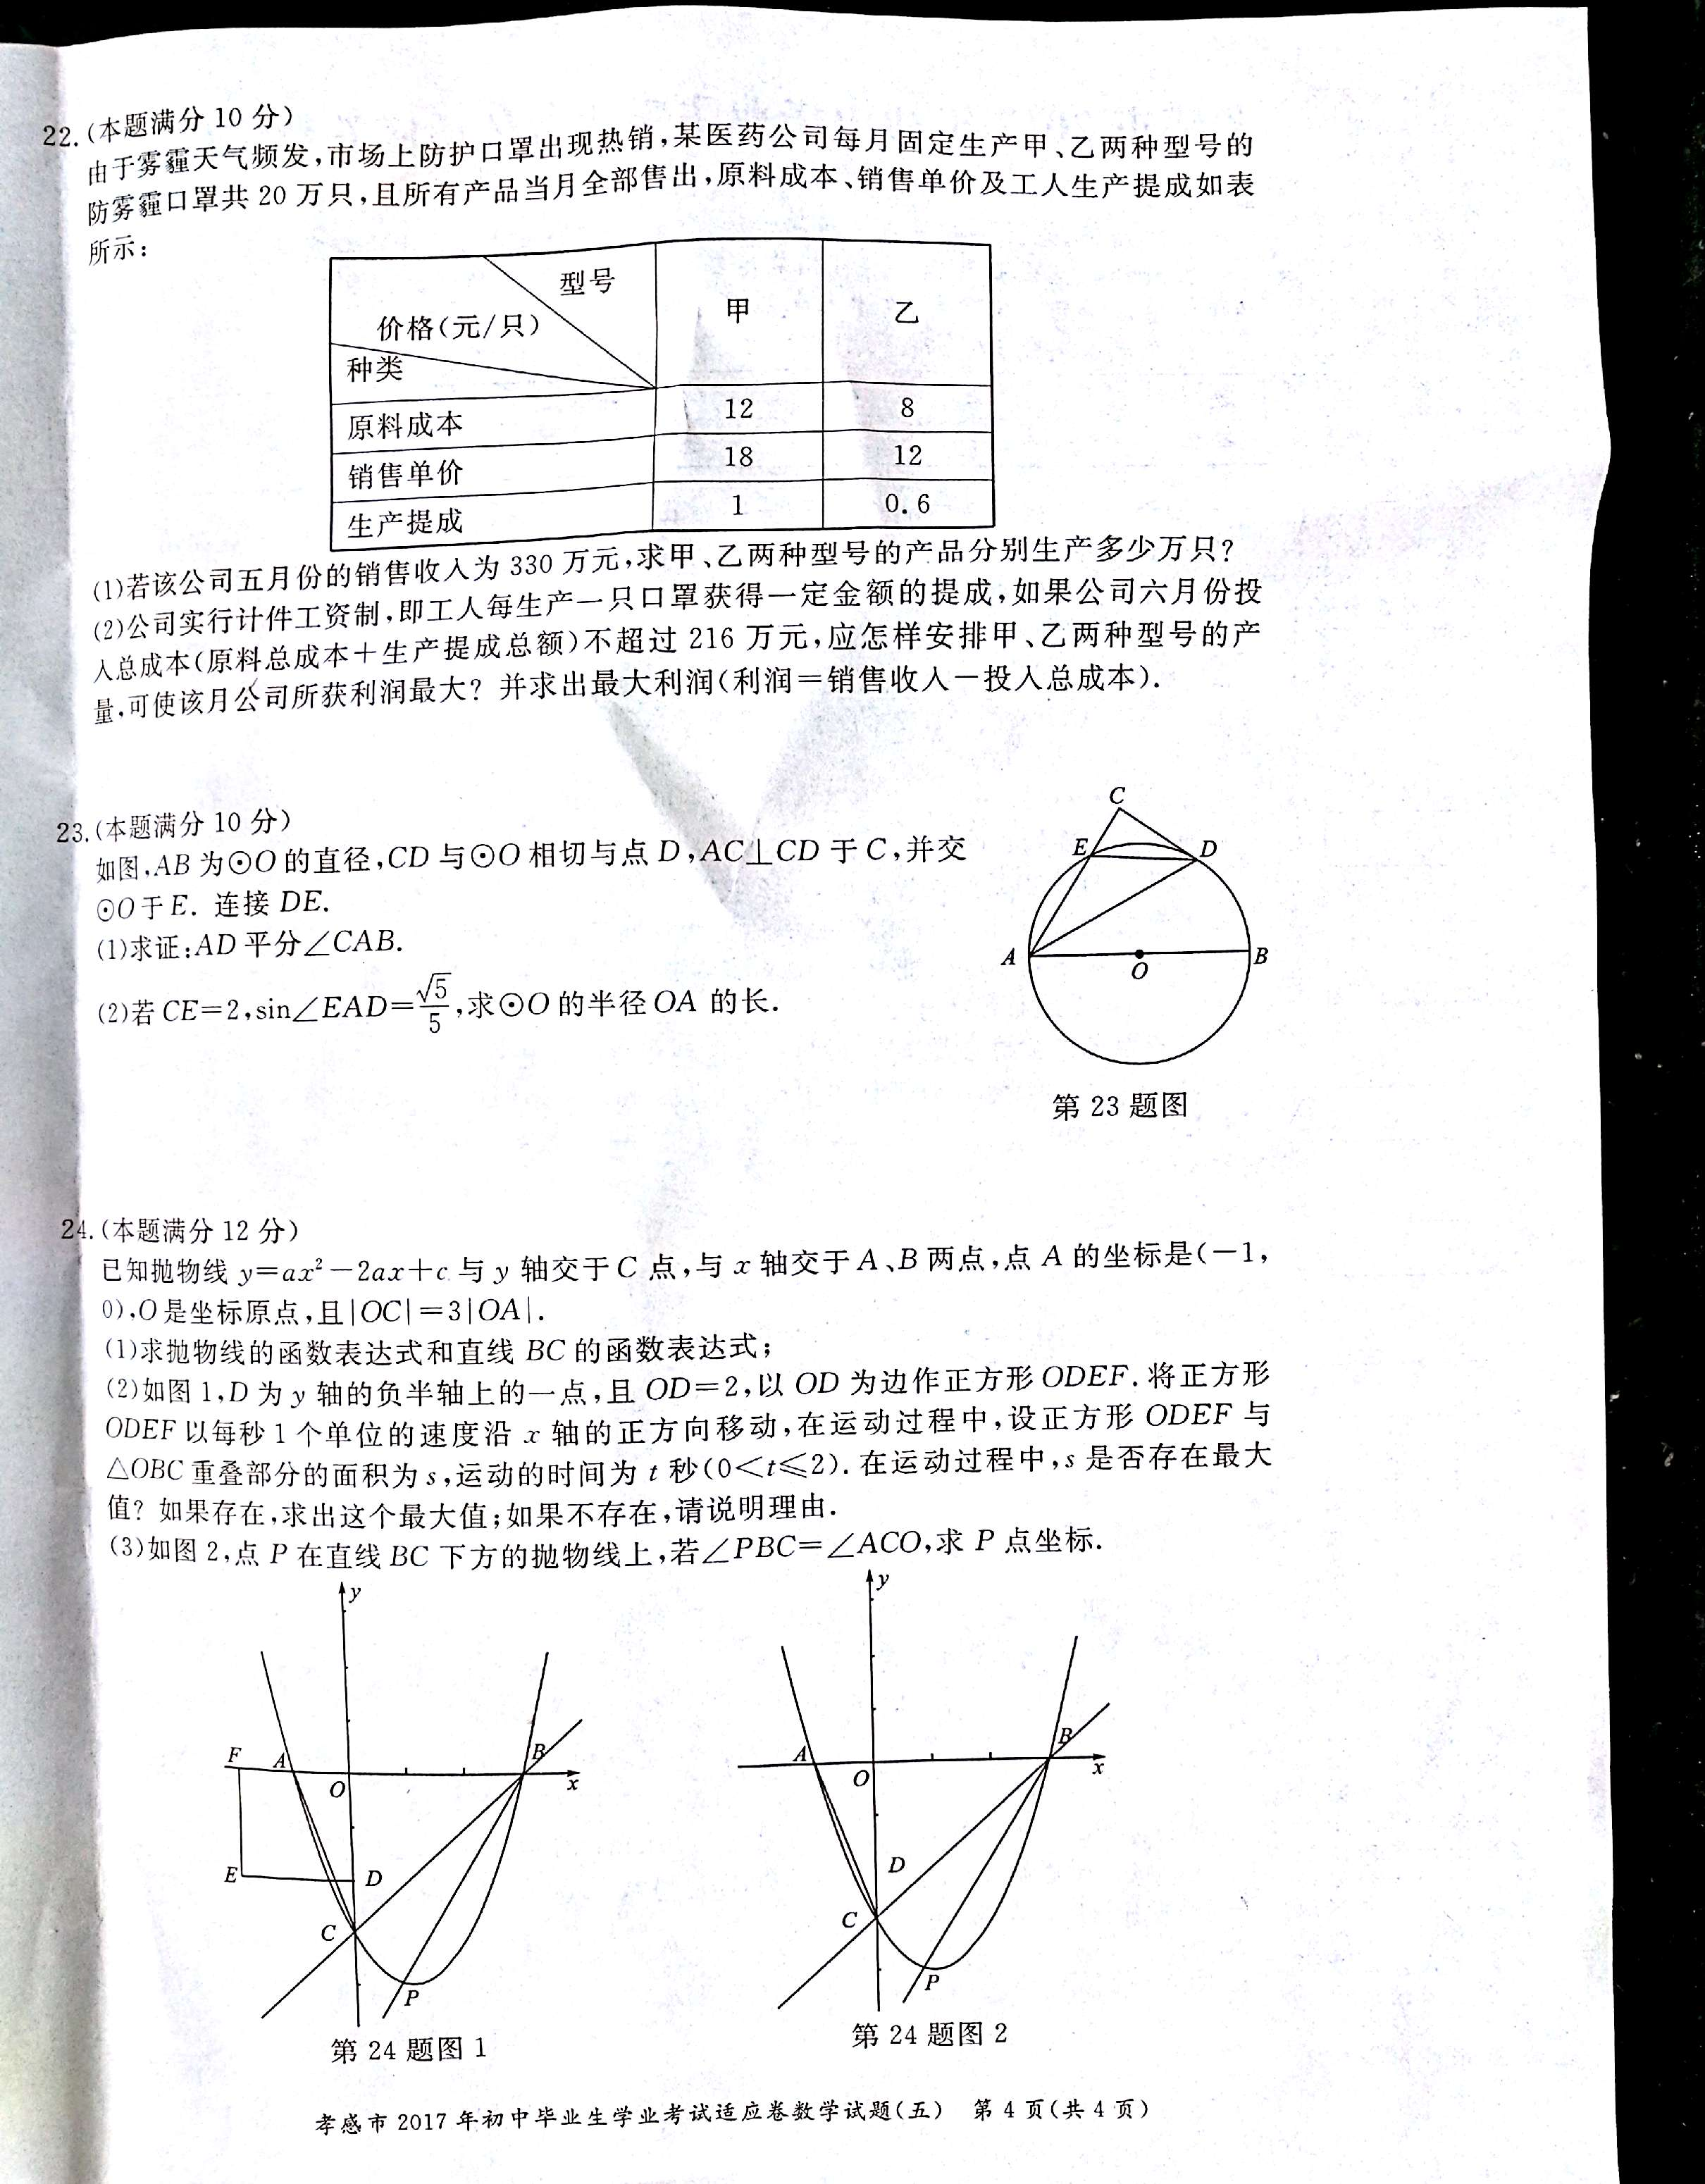 22.(本题满分 10 分)
由于雾霾天气频发,市场上防护口罩出现热销,某医药公司每月固定生产甲、乙两种型号的
防雾霾口罩共 20 万只,且所有产品当月全部售出,原料成本、销售单价及工人生产提成如表
所示:
型号
价格(元/只)
种类
甲 乙
原料成本 12 8
销售单价 18 12
生产提成 1 0.6
(1)若该公司五月份的销售收入为 330 万元,求甲、乙两种型号的产品分别生产多少万只?
(2)公司实行计件工资制,即工人每生产一只口罩获得一定金额的提成,如果公司六月份投
入总成本(原料总成本+生产提成总额)不超过 216 万元,应怎样安排甲、乙两种型号的产
量,可使该月公司所获利润最大? 并求出最大利润(利润=销售收入-投入总成本).
23.(本题满分 10 分)
如图,AB 为⊙O 的直径,CD 与⊙O 相切与点 D,AC⊥CD 于 C,并交
⊙O 于 E. 连接 DE.
(1)求证:AD 平分∠CAB.
(2)若 CE=2,sin∠EAD=√5/5,求⊙O 的半径 OA 的长.
C
E D
A O B
第 23 题图
24.(本题满分 12 分)
已知抛物线 y=ax²-2ax+c 与 y 轴交于 C 点,与 x 轴交于 A、B 两点,点 A 的坐标是(-1,
0),O 是坐标原点,且|OC|=3|OA|.
(1)求抛物线的函数表达式和直线 BC 的函数表达式;
(2)如图 1,D 为 y 轴的负半轴上的一点,且 OD=2,以 OD 为边作正方形 ODEF. 将正方形
ODEF 以每秒 1 个单位的速度沿 x 轴的正方向移动,在运动过程中,设正方形 ODEF 与
△OBC 重叠部分的面积为 s,运动的时间为 t 秒(0<t≤2). 在运动过程中,s 是否存在最大
值? 如果存在,求出这个最大值;如果不存在,请说明理由.
(3)如图 2,点 P 在直线 BC 下方的抛物线上,若∠PBC=∠ACO,求 P 点坐标.
y
F A O B x
E D
C
P
第 24 题图 1
y
A O B x
D
C
P
第 24 题图 2
孝感市 2017 年初中毕业生学业考试适应卷数学试题(五) 第 4 页(共 4 页)